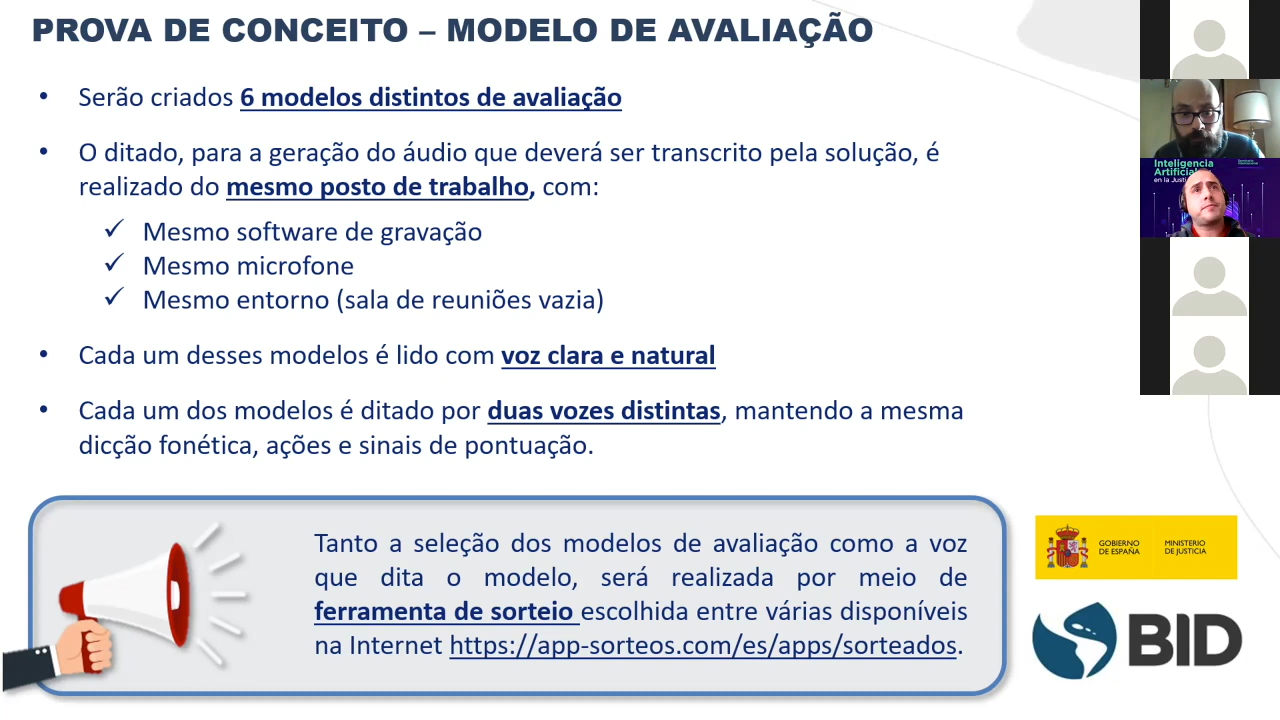 PROVA DE CONCEITO – MODELO DE AVALIAÇÃO
• Serão criados 6 modelos distintos de avaliação
• O ditado, para a geração do áudio que deverá ser transcrito pela solução, é
realizado do mesmo posto de trabalho, com:
✓ Mesmo software de gravação
✓ Mesmo microfone
✓ Mesmo entorno (sala de reuniões vazia)
• Cada um desses modelos é lido com voz clara e natural
• Cada um dos modelos é ditado por duas vozes distintas, mantendo a mesma
dicção fonética, ações e sinais de pontuação.
Tanto a seleção dos modelos de avaliação como a voz
que dita o modelo, será realizada por meio de
ferramenta de sorteio escolhida entre várias disponíveis
na Internet https://app-sorteos.com/es/apps/sorteados.
Inteligencia
Artificial
en la
GOBIERNO
DE ESPAÑA
MINISTERIO
DE JUSTICIA
BID